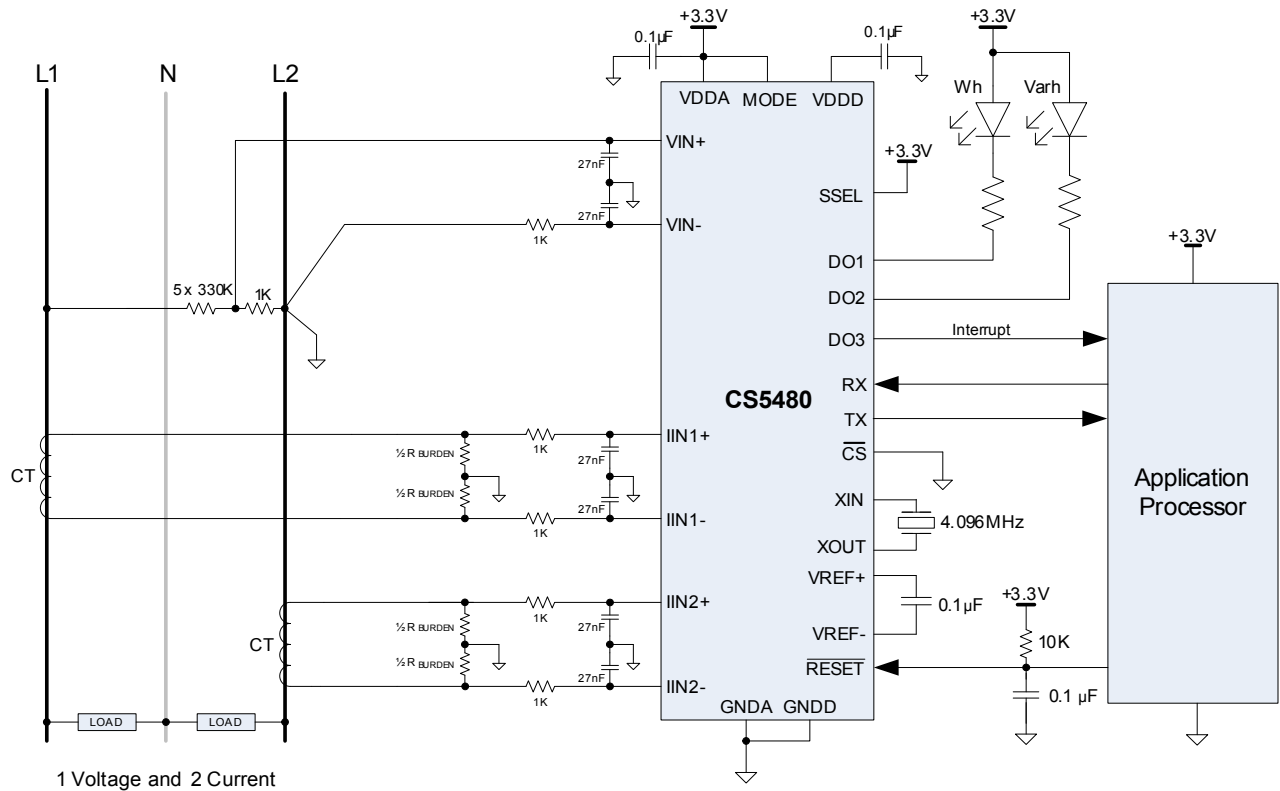 +3.3V
+3.3V
0.1µF
0.1µF
L1
N
L2
VDDA
MODE
VDDD
Wh
Varh
VIN+
27nF
27nF
+3.3V
SSEL
VIN-
1K
+3.3V
DO1
5 x 330K
1K
DO2
DO3
Interrupt
RX
CS5480
TX
IIN1+
1K
27nF
½ R BURDEN
CS
CT
Application
Processor
½ R BURDEN
27nF
XIN
IIN1-
1K
4.096MHz
XOUT
VREF+
+3.3V
IIN2+
1K
27nF
0.1µF
½ R BURDEN
VREF-
10K
CT
½ R BURDEN
27nF
RESET
IIN2-
1K
0.1 µF
GNDA
GNDD
LOAD
LOAD
1 Voltage and 2 Current